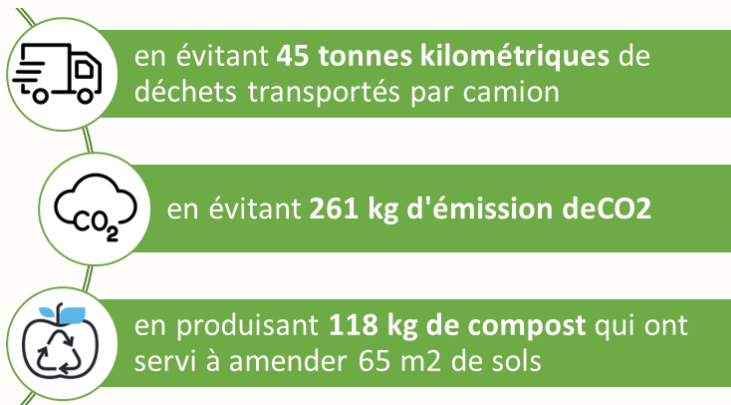 en évitant 45 tonnes kilométriques de
déchets transportés par camion
CO2
en évitant 261 kg d'émission deCO2
en produisant 118 kg de compost qui ont
servi à amender 65 m2 de sols